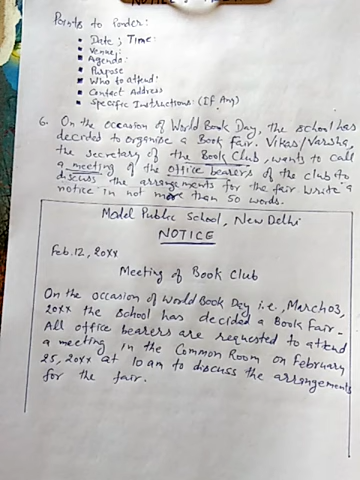 Points to Ponder:
▪ Date ; Time:
▪ Venue;
▪ Agenda:
▪ Purpose
▪ Who to attend:
▪ Contact Address
▪ Specific Instructions: (If Any)
6. On the occasion of World Book Day, the school has
decided to organise a Book fair. Vikas/Varsha,
the secretary of the Book Club, wants to call
a meeting of the office bearers of the club to
discuss the arrangements for the fair write a
notice in not more than 50 words.
Model Public School, New Delhi
NOTICE
Feb. 12, 20xx
Meeting of Book Club
On the occasion of World Book Day i.e., March 03,
20xx the school has decided a Book Fair.
All office bearers are requested to attend
a meeting in the Common Room on February
25, 20xx at 10 am to discuss the arrangements
for the fair.